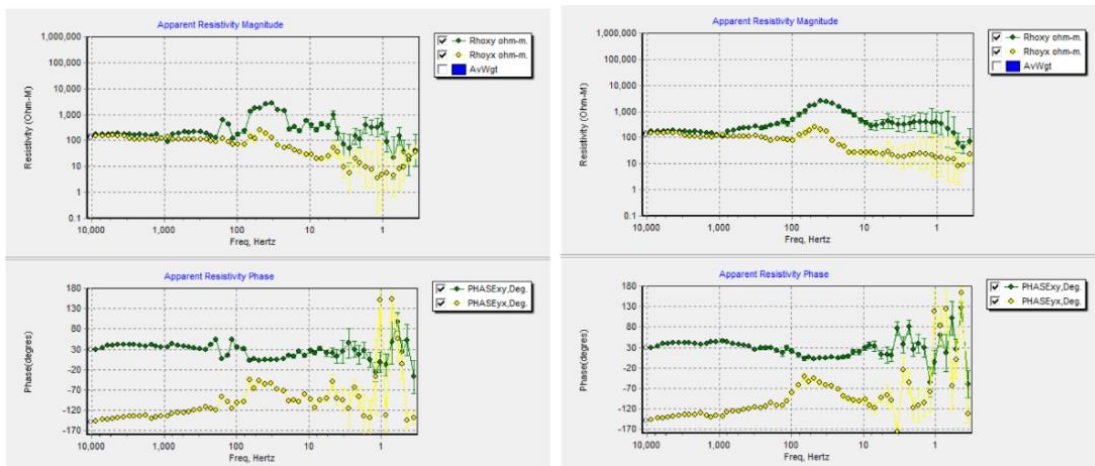 Apparent Resistivity Magnitude
1,000,000
100,000
10,000
1,000
100
10
1
0.1
Resistivity (Ohm-M)
10,000 1,000 100 10 1
Freq, Hertz
Rhoxy ohm-m.
Rhoyx ohm-m.
AvWgt
Apparent Resistivity Phase
180
130
80
30
-20
-70
-120
-170
Phase(degrees)
10,000 1,000 100 10 1
Freq, Hertz
PHASExy,Deg.
PHASEyx,Deg.
Apparent Resistivity Magnitude
1,000,000
100,000
10,000
1,000
100
10
1
0.1
Resistivity (Ohm-M)
10,000 1,000 100 10 1
Freq, Hertz
Rhoxy ohm-m.
Rhoyx ohm-m.
AvWgt
Apparent Resistivity Phase
180
130
80
30
-20
-70
-120
-170
Phase(degrees)
10,000 1,000 100 10 1
Freq, Hertz
PHASExy,Deg.
PHASEyx,Deg.